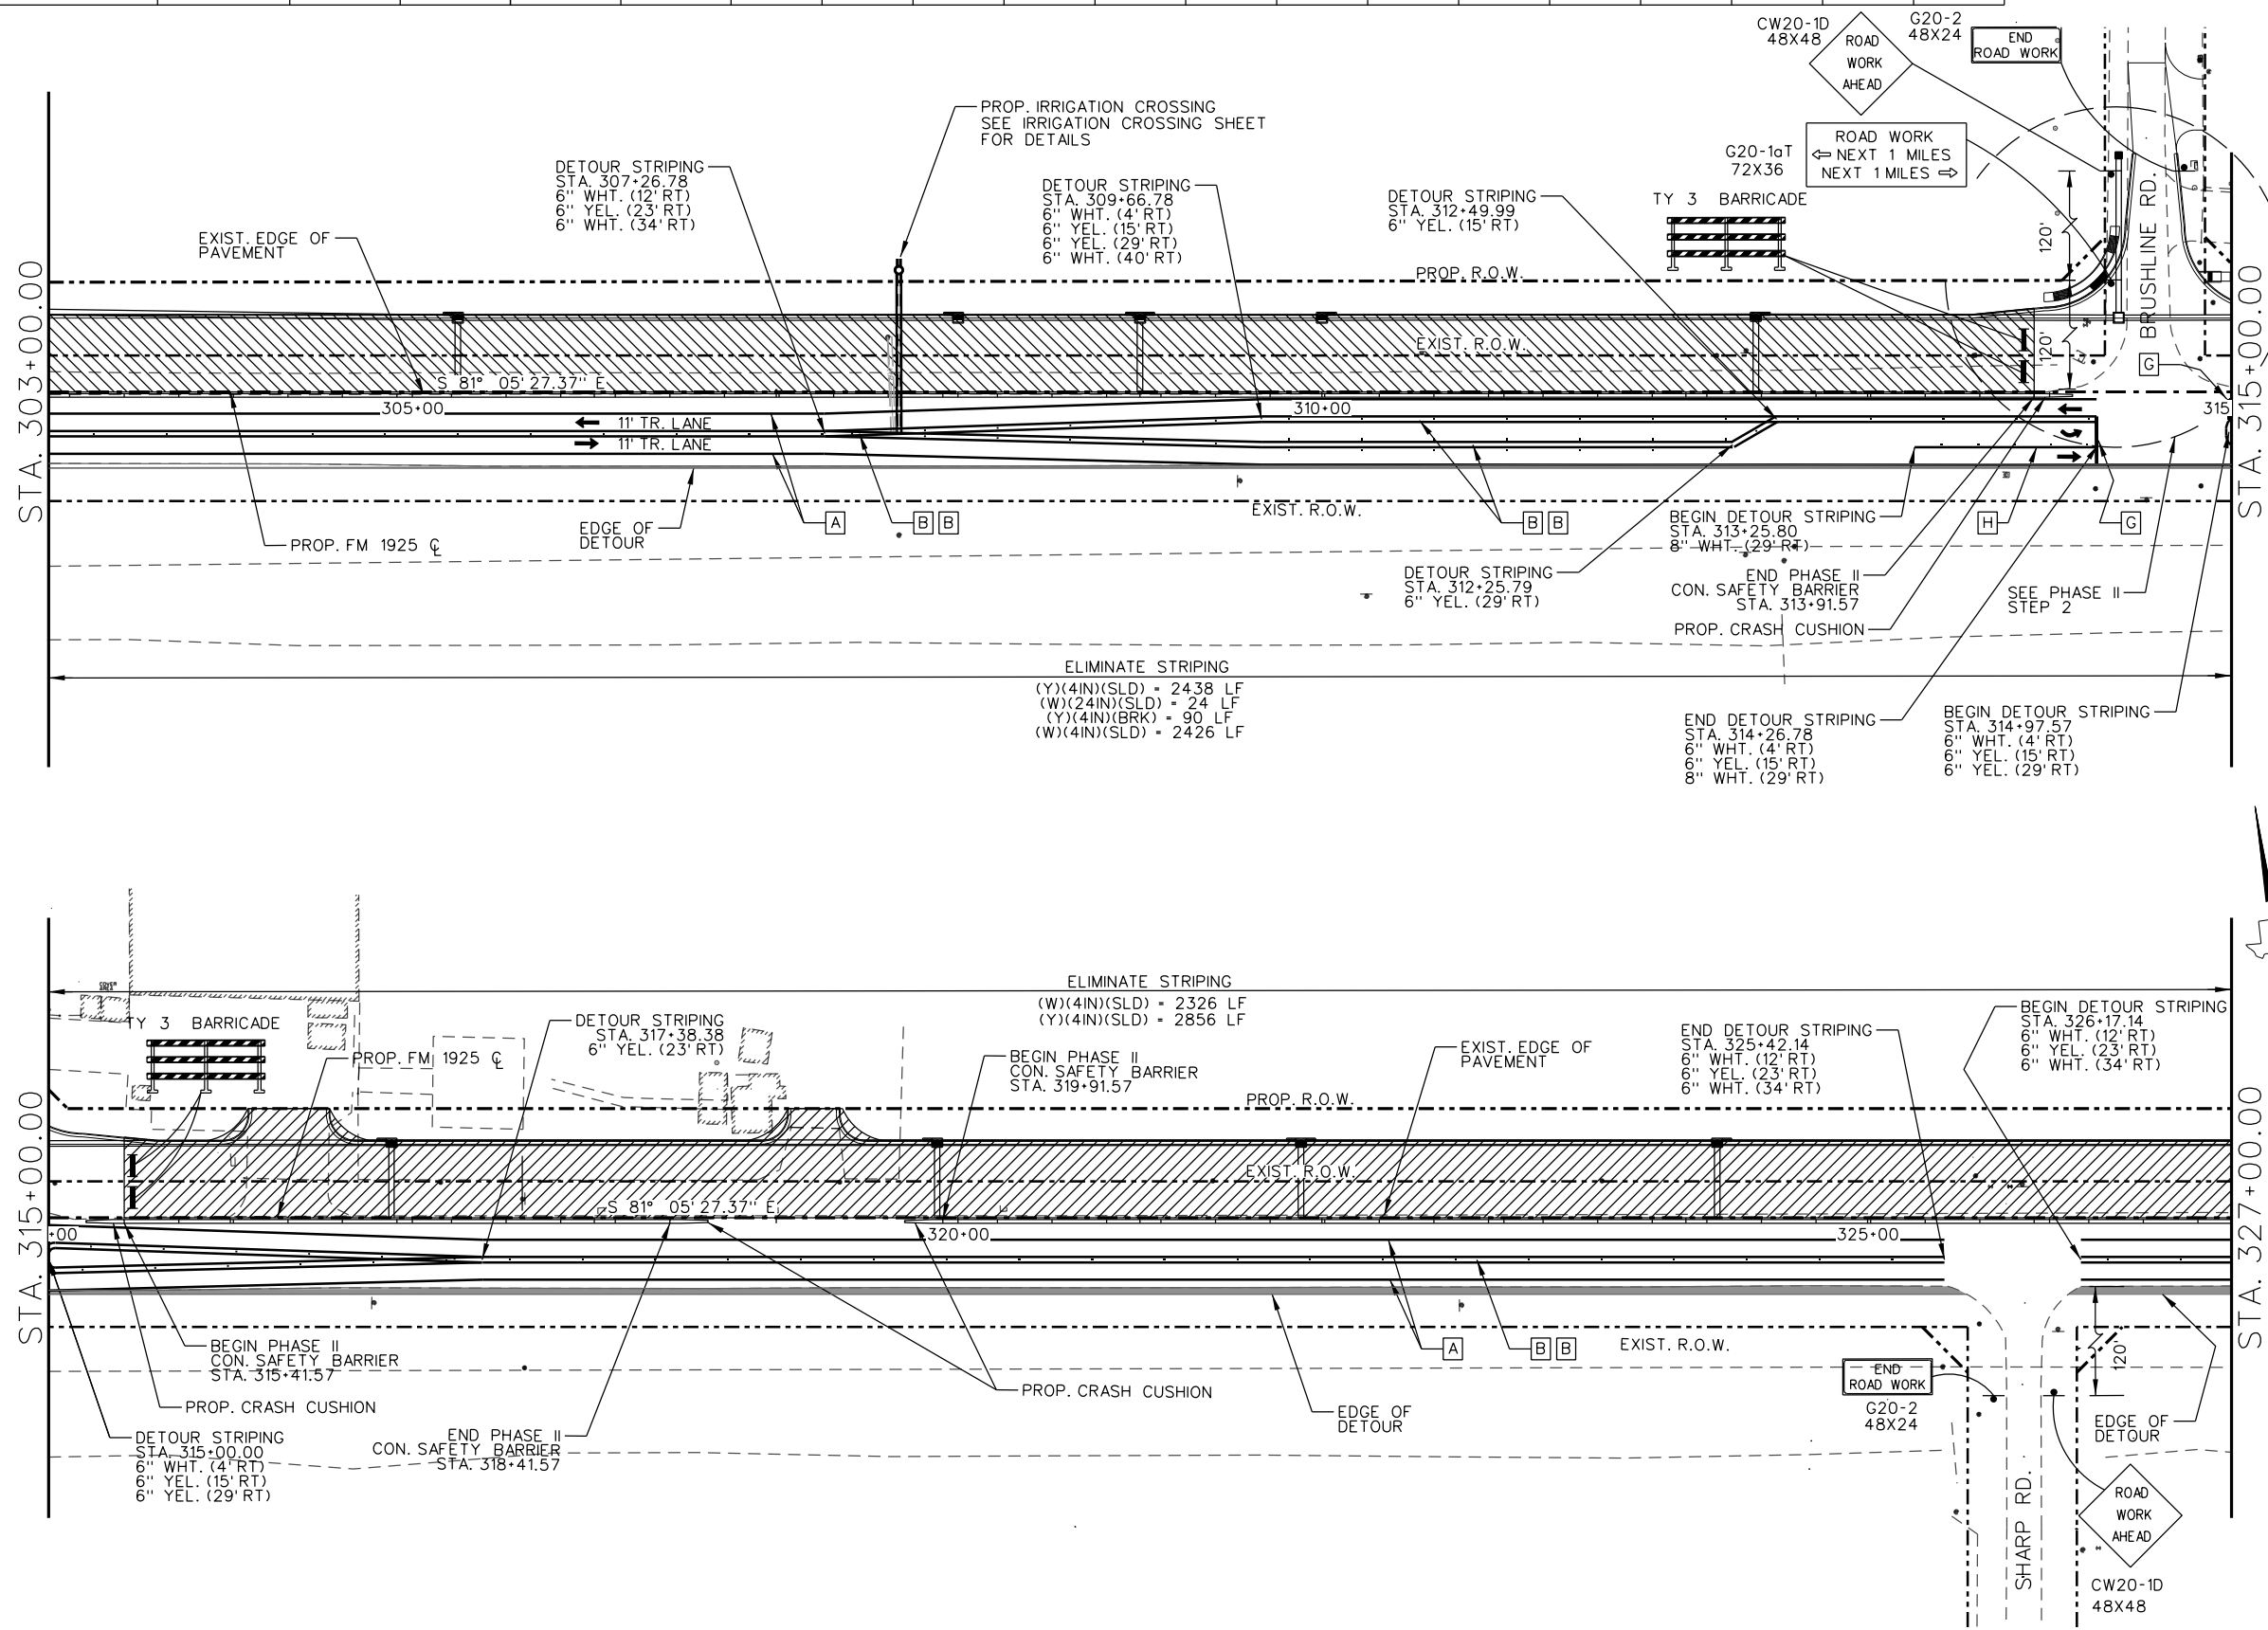 CW20-1D
48X48
ROAD
WORK
AHEAD
G20-2
48X24
END
ROAD WORK
PROP. IRRIGATION CROSSING
SEE IRRIGATION CROSSING SHEET
FOR DETAILS
ROAD WORK
⇦ NEXT 1 MILES
NEXT 1 MILES ⇨
G20-1aT
72X36
DETOUR STRIPING
STA. 307+26.78
6" WHT. (12' RT)
6" YEL. (23' RT)
6" WHT. (34' RT)
DETOUR STRIPING
STA. 309+66.78
6" WHT. (4' RT)
6" YEL. (15' RT)
6" YEL. (29' RT)
6" WHT. (40' RT)
DETOUR STRIPING
STA. 312+49.99
6" YEL. (15' RT)
TY 3 BARRICADE
EXIST. EDGE OF
PAVEMENT
PROP. R.O.W.
120'
BRUSHLINE RD.
STA. 303+00.00
STA. 315+00.00
EXIST. R.O.W.
120'
G
S 81° 05' 27.37" E
305+00
310+00
315
11' TR. LANE
11' TR. LANE
EXIST. R.O.W.
PROP. FM 1925 ℄
EDGE OF
DETOUR
A
B B
B B
BEGIN DETOUR STRIPING
STA. 313+25.80
8" WHT. (29' RT)
H
G
DETOUR STRIPING
STA. 312+25.79
6" YEL. (29' RT)
END PHASE II
CON. SAFETY BARRIER
STA. 313+91.57
SEE PHASE II
STEP 2
PROP. CRASH CUSHION
ELIMINATE STRIPING
(Y)(4IN)(SLD) = 2438 LF
(W)(24IN)(SLD) = 24 LF
(Y)(4IN)(BRK) = 90 LF
(W)(4IN)(SLD) = 2426 LF
END DETOUR STRIPING
STA. 314+26.78
6" WHT. (4' RT)
6" YEL. (15' RT)
8" WHT. (29' RT)
BEGIN DETOUR STRIPING
STA. 314+97.57
6" WHT. (4' RT)
6" YEL. (15' RT)
6" YEL. (29' RT)
ELIMINATE STRIPING
(W)(4IN)(SLD) = 2326 LF
(Y)(4IN)(SLD) = 2856 LF
TY 3 BARRICADE
DETOUR STRIPING
STA. 317+38.38
6" YEL. (23' RT)
PROP. FM 1925 ℄
BEGIN PHASE II
CON. SAFETY BARRIER
STA. 319+91.57
EXIST. EDGE OF
PAVEMENT
END DETOUR STRIPING
STA. 325+42.14
6" WHT. (12' RT)
6" YEL. (23' RT)
6" WHT. (34' RT)
BEGIN DETOUR STRIPING
STA. 326+17.14
6" WHT. (12' RT)
6" YEL. (23' RT)
6" WHT. (34' RT)
PROP. R.O.W.
STA. 315+00.00
STA. 327+00.00
EXIST. R.O.W.
S 81° 05' 27.37" E
+00
320+00
325+00
BEGIN PHASE II
CON. SAFETY BARRIER
STA. 315+41.57
PROP. CRASH CUSHION
A
B B
EXIST. R.O.W.
PROP. CRASH CUSHION
END
ROAD WORK
G20-2
48X24
120'
EDGE OF
DETOUR
EDGE OF
DETOUR
DETOUR STRIPING
STA. 315+00.00
6" WHT. (4' RT)
6" YEL. (15' RT)
6" YEL. (29' RT)
END PHASE II
CON. SAFETY BARRIER
STA. 318+41.57
SHARP RD.
ROAD
WORK
AHEAD
CW20-1D
48X48